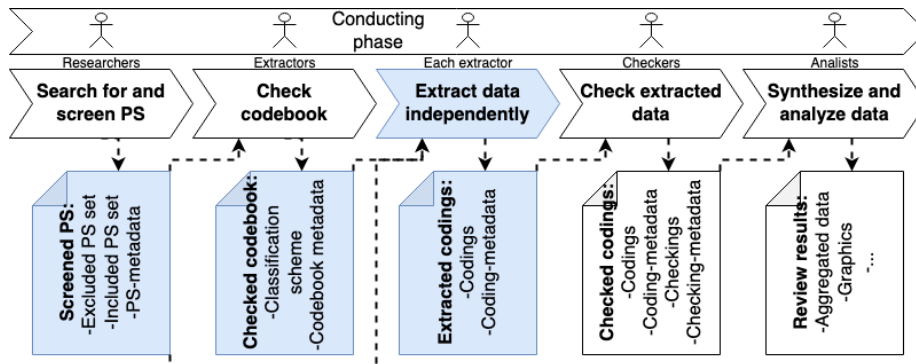 Conducting
phase
Researchers
Extractors
Each extractor
Checkers
Analists
Search for and
screen PS
Check
codebook
Extract data
independently
Check extracted
data
Synthesize and
analyze data
Screened PS:
-Excluded PS set
-Included PS set
-PS-metadata
Checked codebook:
-Classification
scheme
-Codebook metadata
Extracted codings:
-Codings
-Coding-metadata
Checked codings:
-Codings
-Coding-metadata
-Checkings
-Checking-metadata
Review results:
-Aggregated data
-Graphics
-...